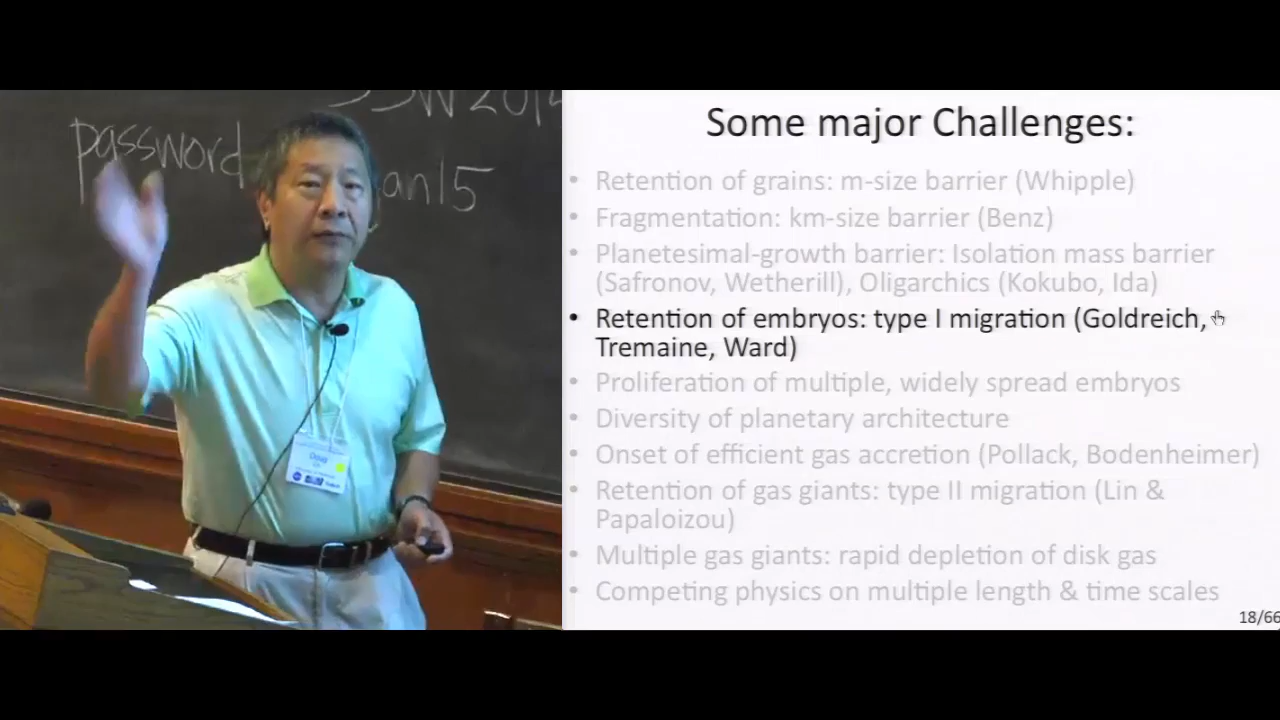 SSW 2014
password
an15
Doug
Some major Challenges:
• Retention of grains: m-size barrier (Whipple)
• Fragmentation: km-size barrier (Benz)
• Planetesimal-growth barrier: Isolation mass barrier
(Safronov, Wetherill), Oligarchics (Kokubo, Ida)
• Retention of embryos: type I migration (Goldreich,
Tremaine, Ward)
• Proliferation of multiple, widely spread embryos
• Diversity of planetary architecture
• Onset of efficient gas accretion (Pollack, Bodenheimer)
• Retention of gas giants: type II migration (Lin &
Papaloizou)
• Multiple gas giants: rapid depletion of disk gas
• Competing physics on multiple length & time scales
18/66